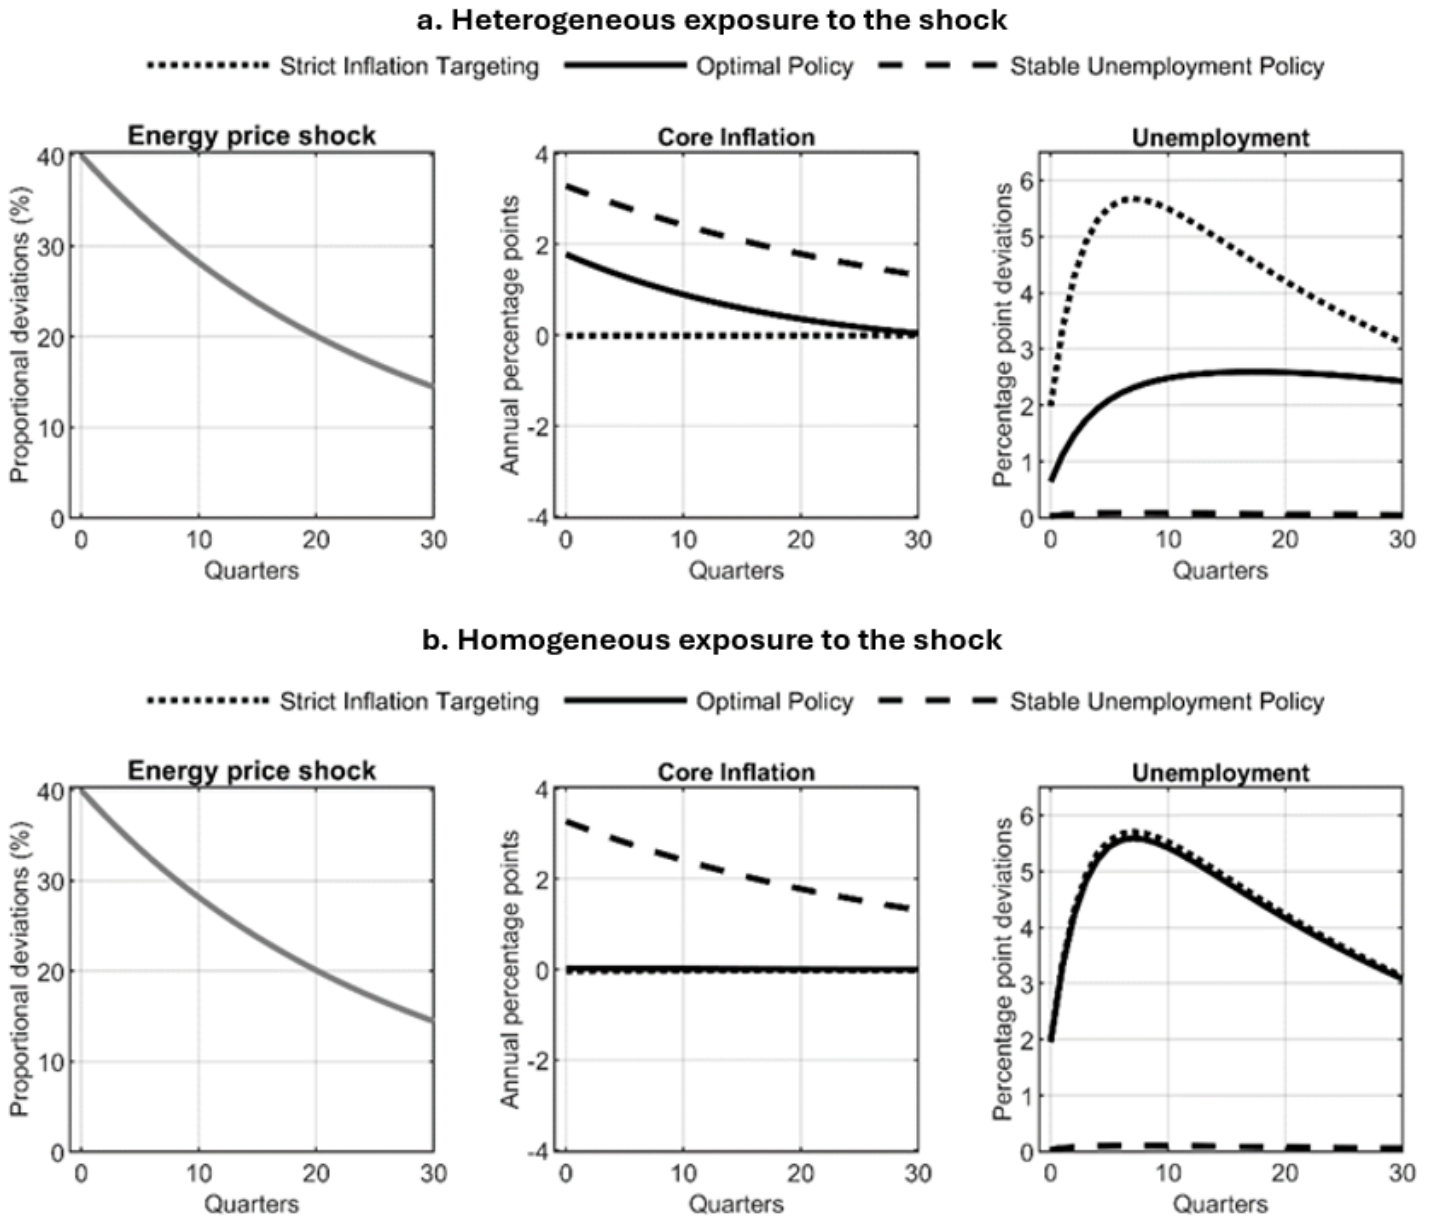 a. Heterogeneous exposure to the shock
Strict Inflation Targeting Optimal Policy Stable Unemployment Policy
Energy price shock
Proportional deviations (%)
40
30
20
10
0
0 10 20 30
Quarters
Core Inflation
Annual percentage points
4
2
0
-2
-4
0 10 20 30
Quarters
Unemployment
Percentage point deviations
6
5
4
3
2
1
0
0 10 20 30
Quarters
b. Homogeneous exposure to the shock
Strict Inflation Targeting Optimal Policy Stable Unemployment Policy
Energy price shock
Proportional deviations (%)
40
30
20
10
0
0 10 20 30
Quarters
Core Inflation
Annual percentage points
4
2
0
-2
-4
0 10 20 30
Quarters
Unemployment
Percentage point deviations
6
5
4
3
2
1
0
0 10 20 30
Quarters